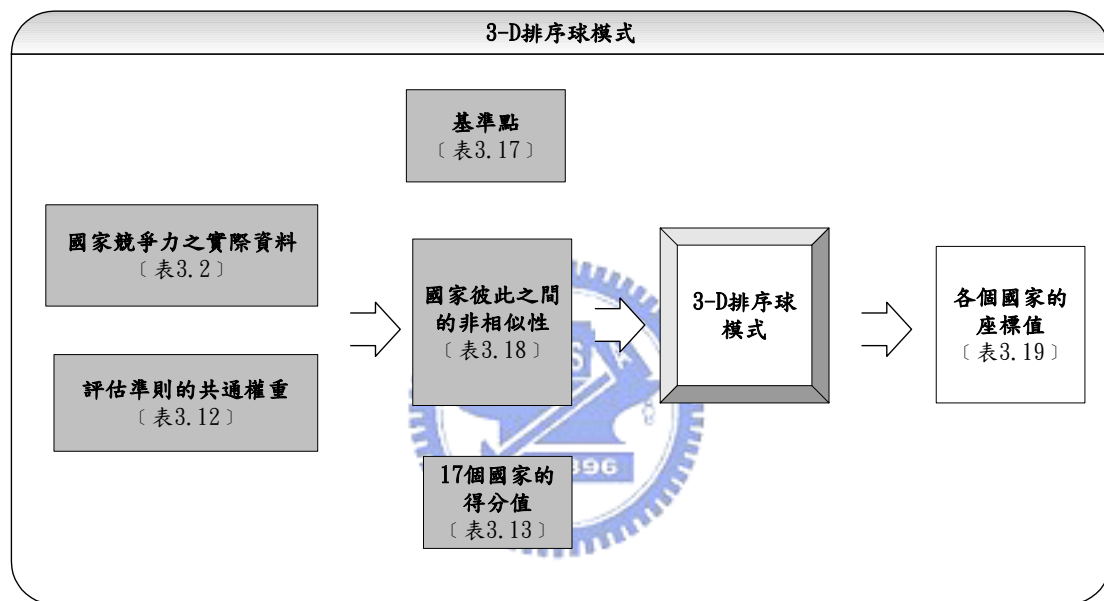 3-D排序球模式
基準點
﹝表3.17﹞
國家競爭力之實際資料
﹝表3.2﹞
評估準則的共通權重
﹝表3.12﹞
國家彼此之間
的非相似性
﹝表3.18﹞
17個國家的
得分值
﹝表3.13﹞
3-D排序球
模式
各個國家的
座標值
﹝表3.19﹞
896